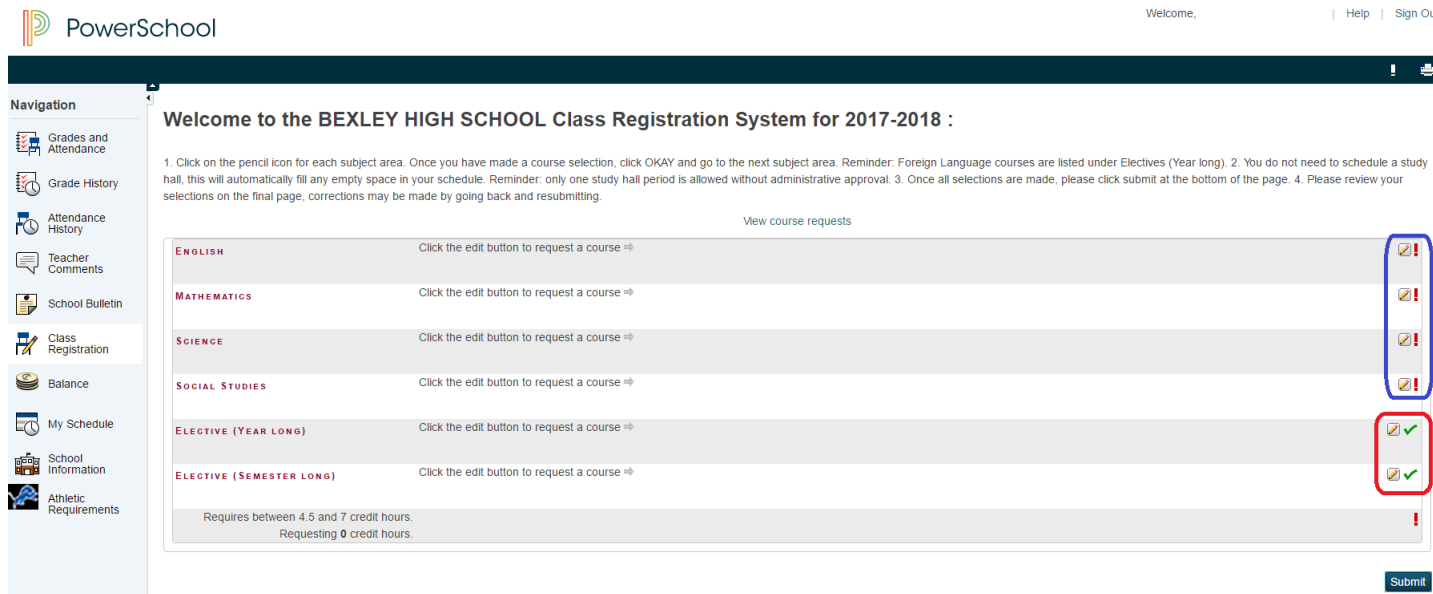 PowerSchool
Welcome, | Help | Sign Ou
Navigation
Grades and
Attendance
Grade History
Attendance
History
Teacher
Comments
School Bulletin
Class
Registration
Balance
My Schedule
School
Information
Athletic
Requirements
Welcome to the BEXLEY HIGH SCHOOL Class Registration System for 2017-2018 :
1. Click on the pencil icon for each subject area. Once you have made a course selection, click OKAY and go to the next subject area. Reminder: Foreign Language courses are listed under Electives (Year long). 2. You do not need to schedule a study
hall, this will automatically fill any empty space in your schedule. Reminder: only one study hall period is allowed without administrative approval. 3. Once all selections are made, please click submit at the bottom of the page. 4. Please review your
selections on the final page, corrections may be made by going back and resubmitting.
View course requests
ENGLISH Click the edit button to request a course ⇨ !
MATHEMATICS Click the edit button to request a course ⇨ !
SCIENCE Click the edit button to request a course ⇨ !
SOCIAL STUDIES Click the edit button to request a course ⇨ !
ELECTIVE (YEAR LONG) Click the edit button to request a course ⇨ ✓
ELECTIVE (SEMESTER LONG) Click the edit button to request a course ⇨ ✓
Requires between 4.5 and 7 credit hours. !
Requesting 0 credit hours.
Submit